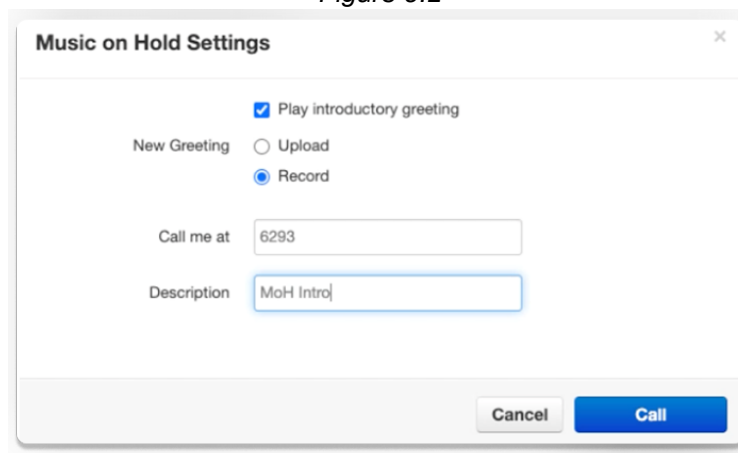 Music on Hold Settings ×
Play introductory greeting
New Greeting Upload
Record
Call me at 6293
Description MoH Intro
Cancel Call